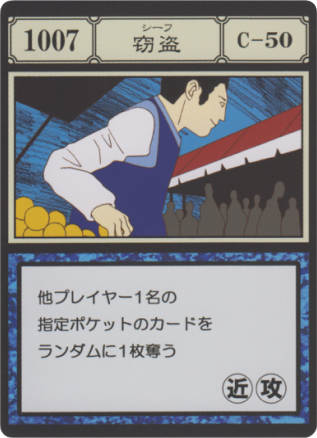 1007
シーフ
窃盗
C-50
他プレイヤー1名の
指定ポケットのカードを
ランダムに1枚奪う
近 攻